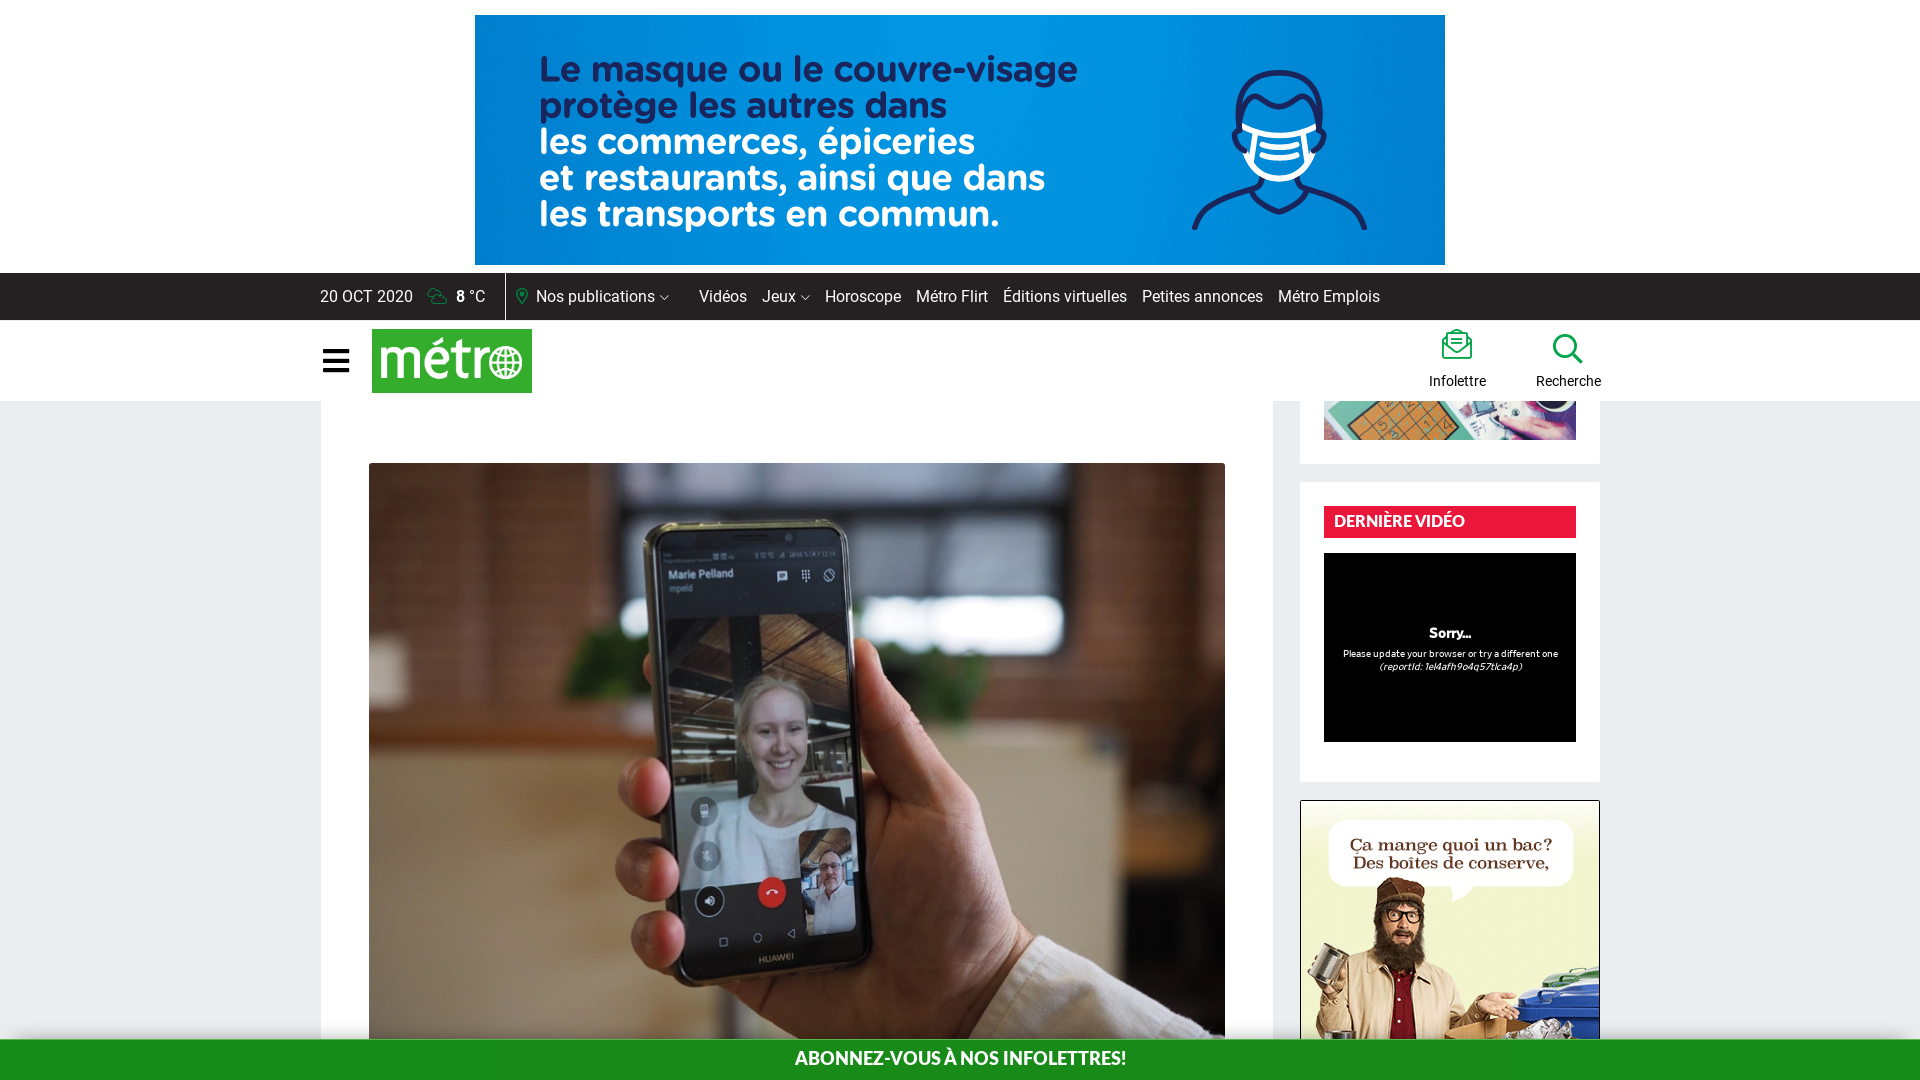 Le masque ou le couvre-visage
protège les autres dans
les commerces, épiceries
et restaurants, ainsi que dans
les transports en commun.
20 OCT 2020 8 °C Nos publications Vidéos Jeux Horoscope Métro Flirt Éditions virtuelles Petites annonces Métro Emplois
métro
Infolettre Recherche
Marie Pelland
mpeld
HUAWEI
DERNIÈRE VIDÉO
Sorry...
Please update your browser or try a different one
(reportId: 1el4afh9o4q57tlca4p)
Ça mange quoi un bac?
Des boîtes de conserve,
ABONNEZ-VOUS À NOS INFOLETTRES!